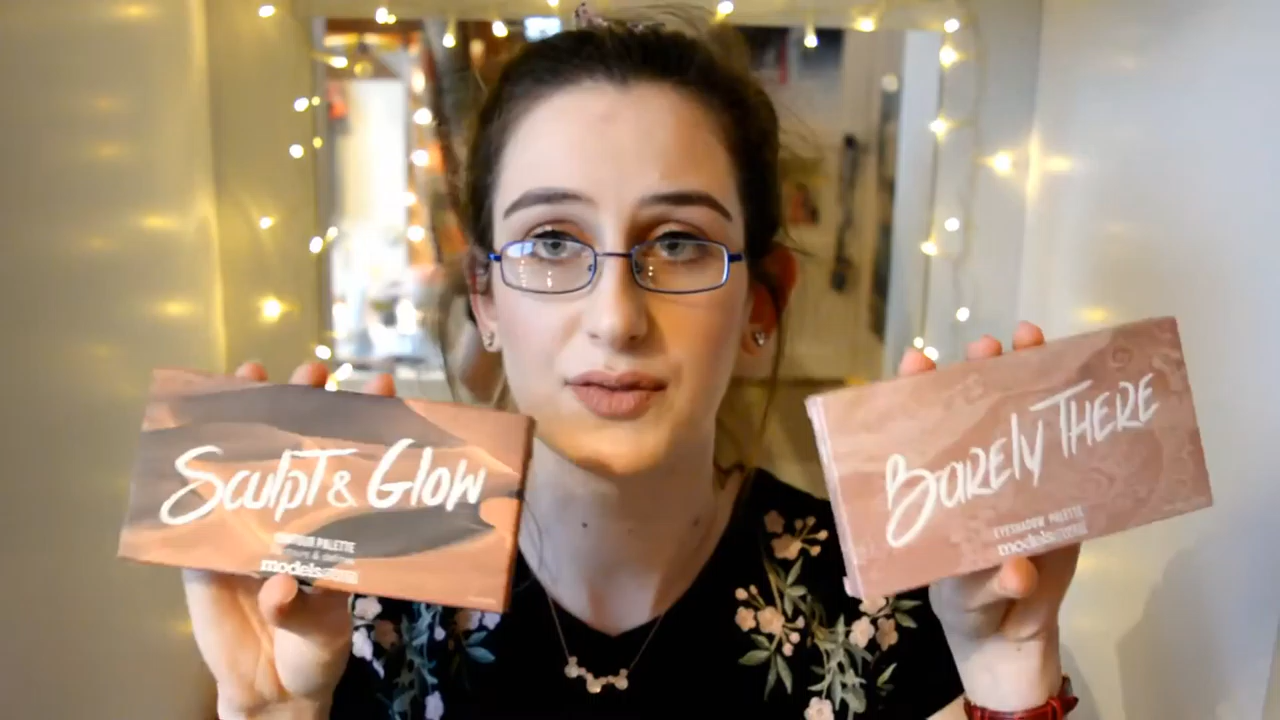 Sculpt & Glow
CONTOUR PALETTE
models
Barely There
EYESHADOW PALETTE
models